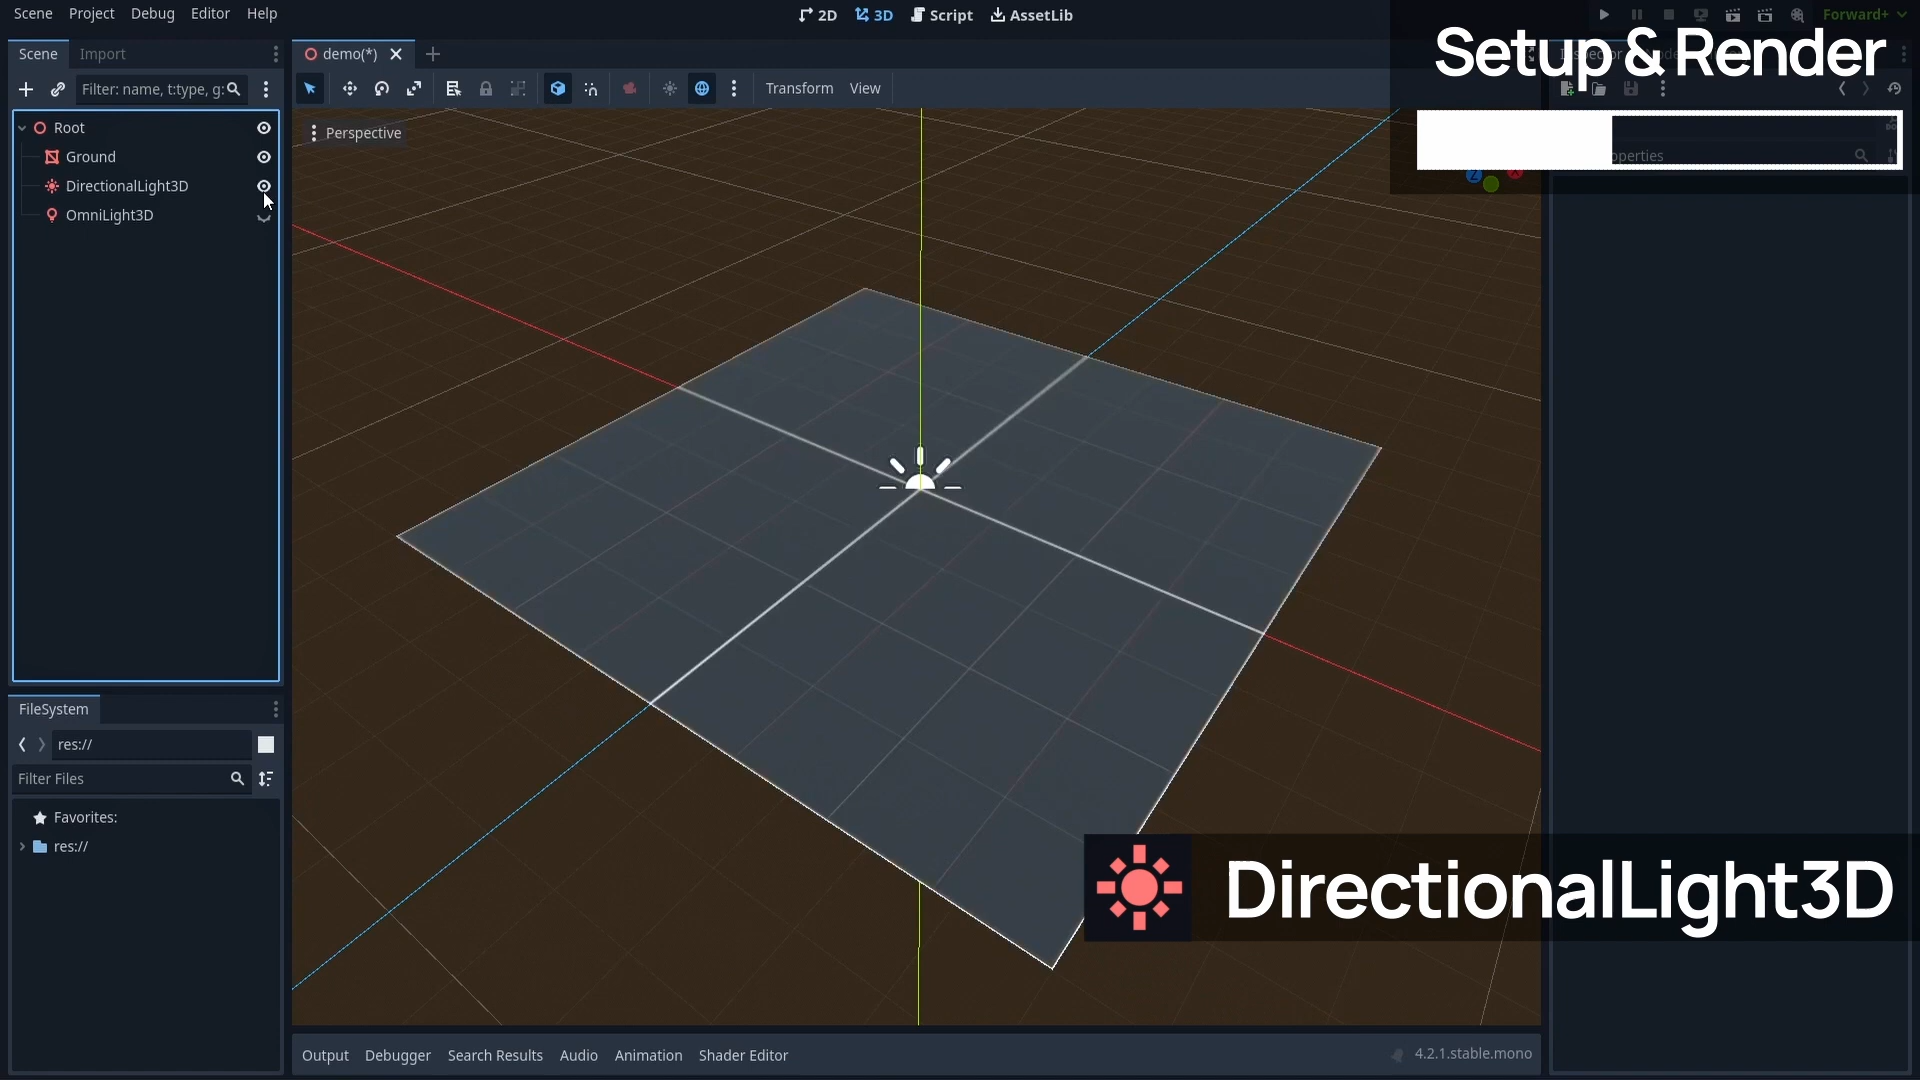 Scene Project Debug Editor Help
2D 3D Script AssetLib
Forward+
Setup & Render
Scene Import
demo(*)
Filter: name, t:type, g:
Transform View
Root
Perspective
Ground
operties
DirectionalLight3D
Z X
OmniLight3D
FileSystem
res://
Filter Files
Favorites:
res://
DirectionalLight3D
Output Debugger Search Results Audio Animation Shader Editor
4.2.1.stable.mono